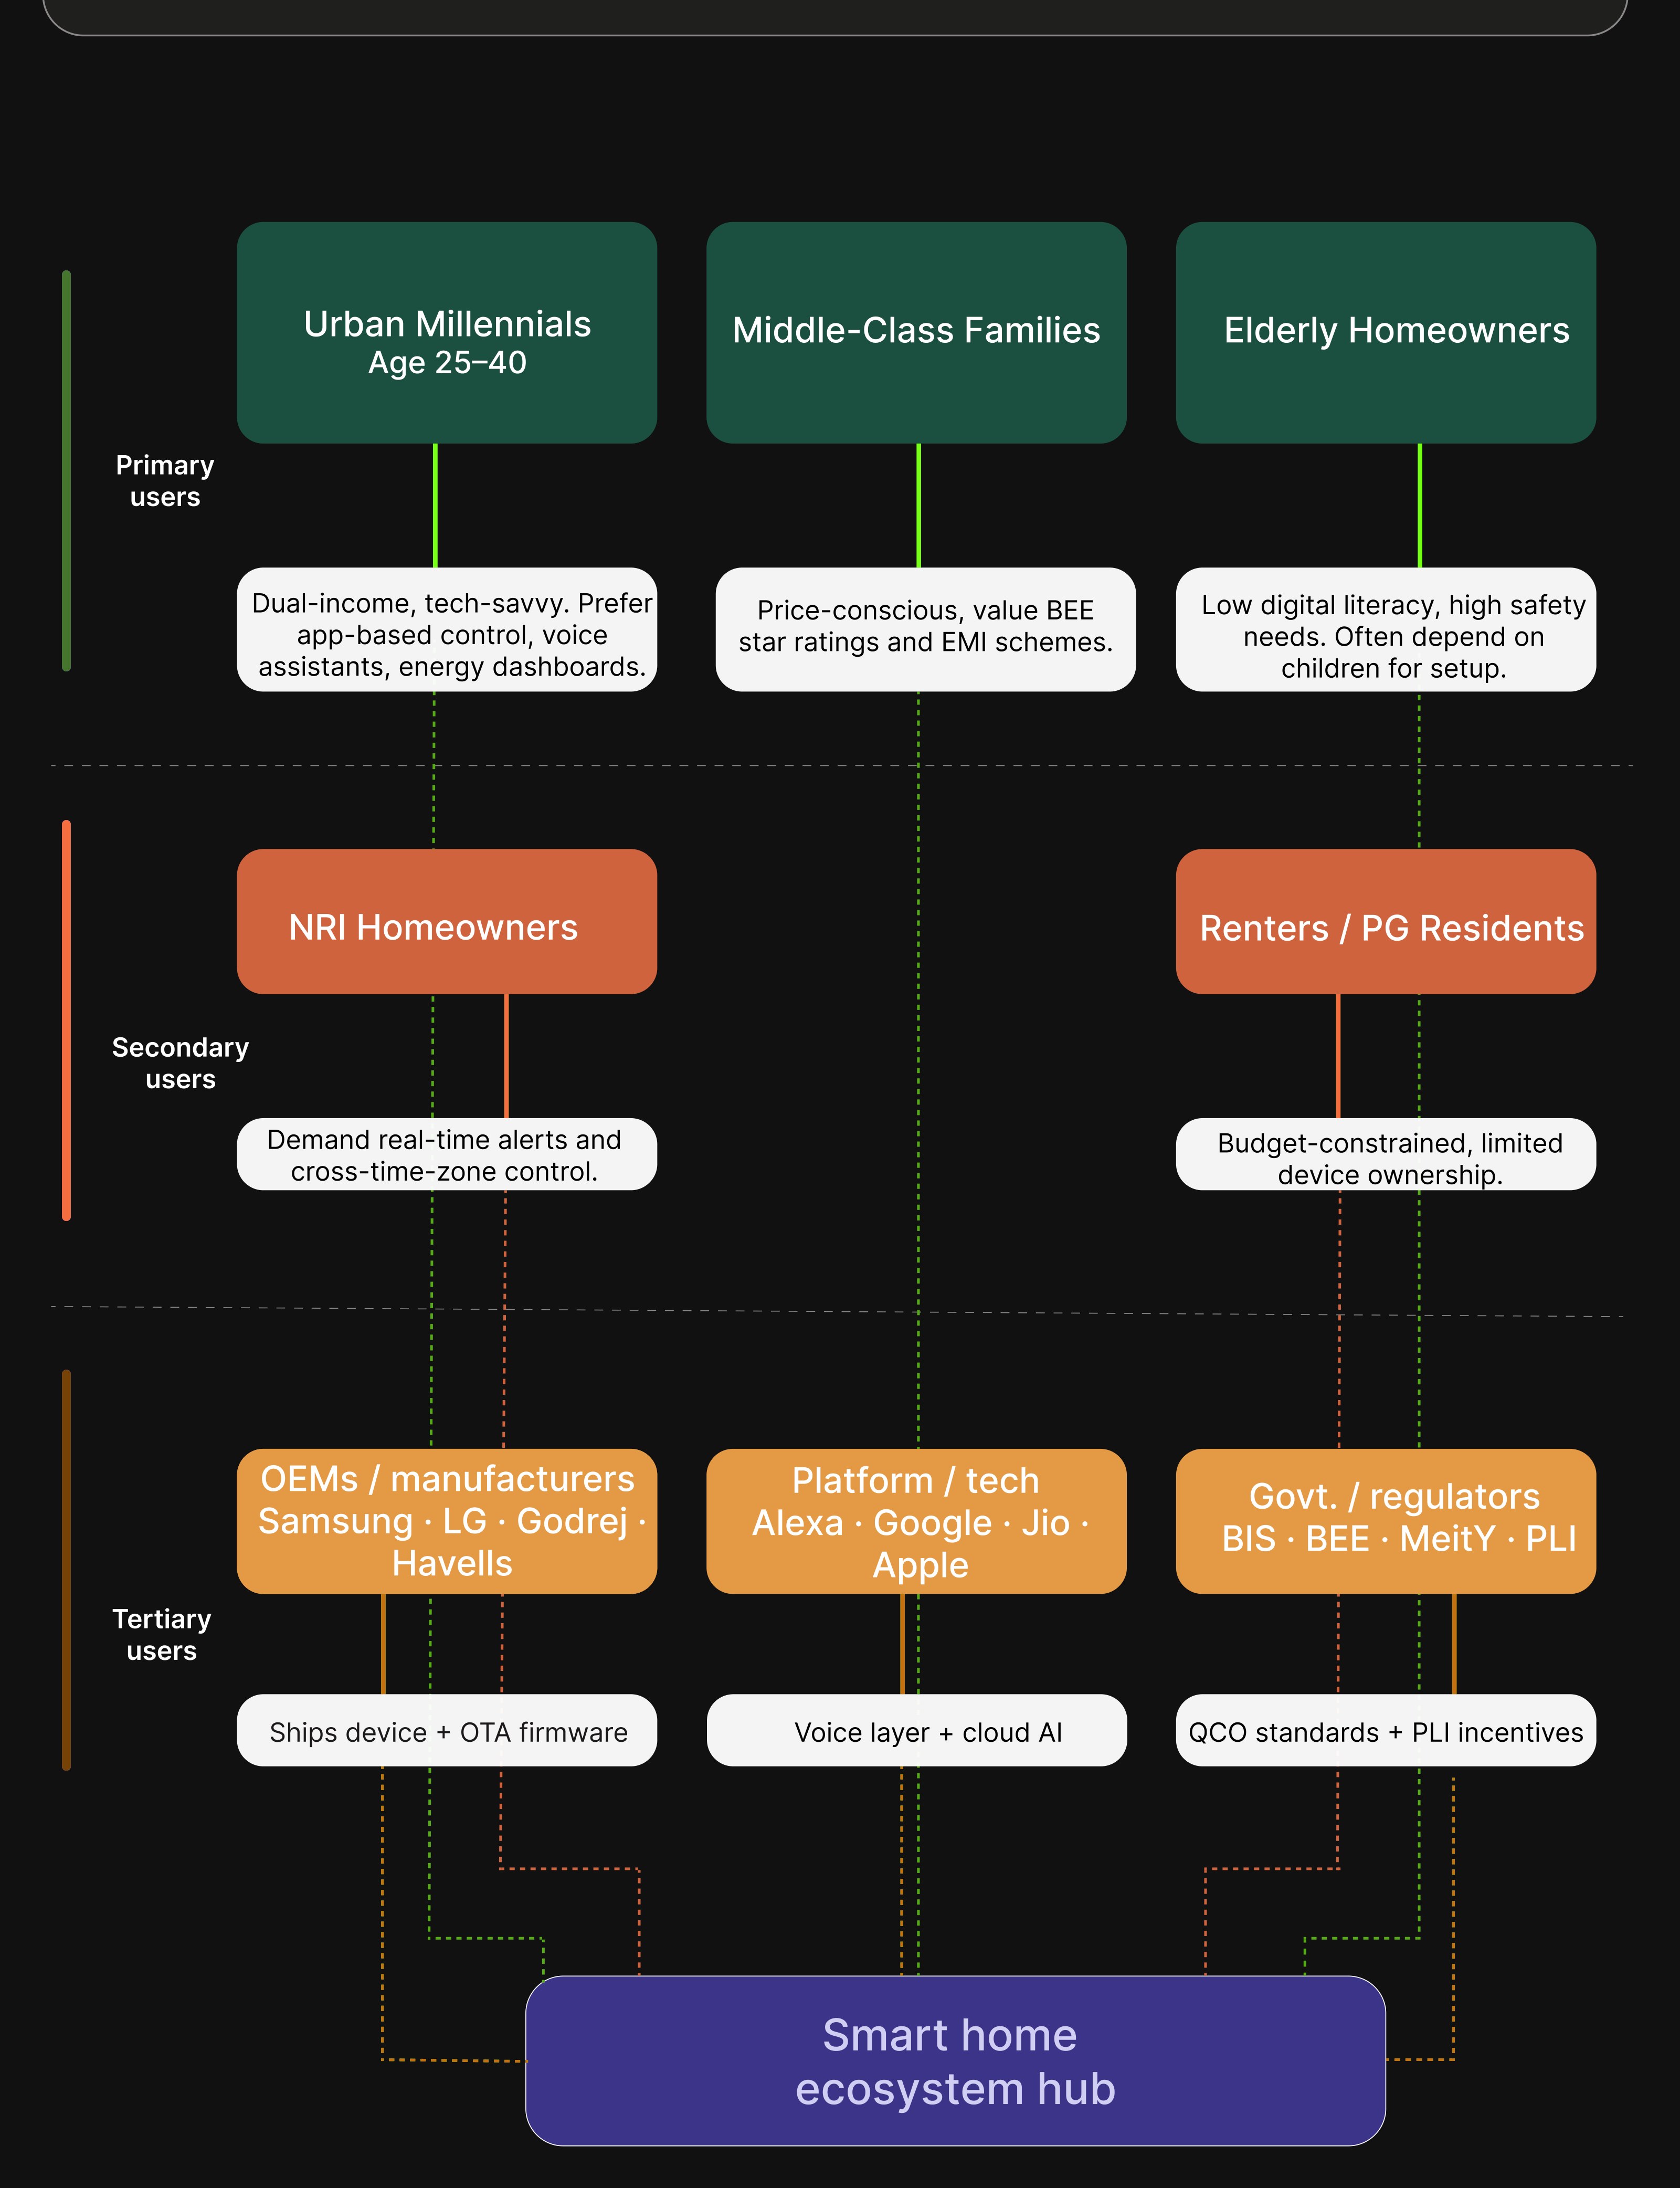 Urban Millennials
Age 25–40
Middle-Class Families
Elderly Homeowners
Primary
users
Dual-income, tech-savvy. Prefer
app-based control, voice
assistants, energy dashboards.
Price-conscious, value BEE
star ratings and EMI schemes.
Low digital literacy, high safety
needs. Often depend on
children for setup.
NRI Homeowners
Renters / PG Residents
Secondary
users
Demand real-time alerts and
cross-time-zone control.
Budget-constrained, limited
device ownership.
OEMs / manufacturers
Samsung · LG · Godrej ·
Havells
Platform / tech
Alexa · Google · Jio ·
Apple
Govt. / regulators
BIS · BEE · MeitY · PLI
Tertiary
users
Ships device + OTA firmware
Voice layer + cloud AI
QCO standards + PLI incentives
Smart home
ecosystem hub